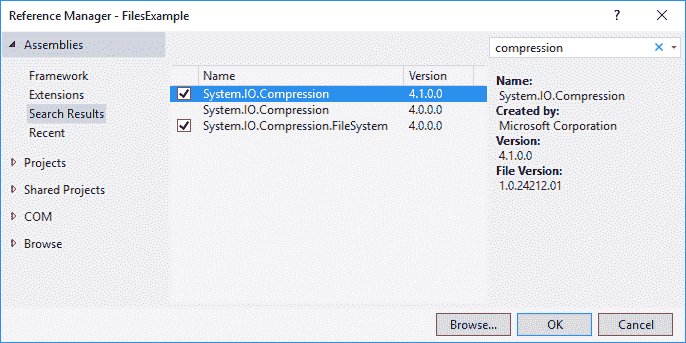 Reference Manager - FilesExample
Assemblies
Framework
Extensions
Search Results
Recent
Projects
Shared Projects
COM
Browse
Name Version
System.IO.Compression 4.1.0.0
System.IO.Compression 4.0.0.0
System.IO.Compression.FileSystem 4.0.0.0
compression
Name:
System.IO.Compression
Created by:
Microsoft Corporation
Version:
4.1.0.0
File Version:
1.0.24212.01
Browse... OK Cancel